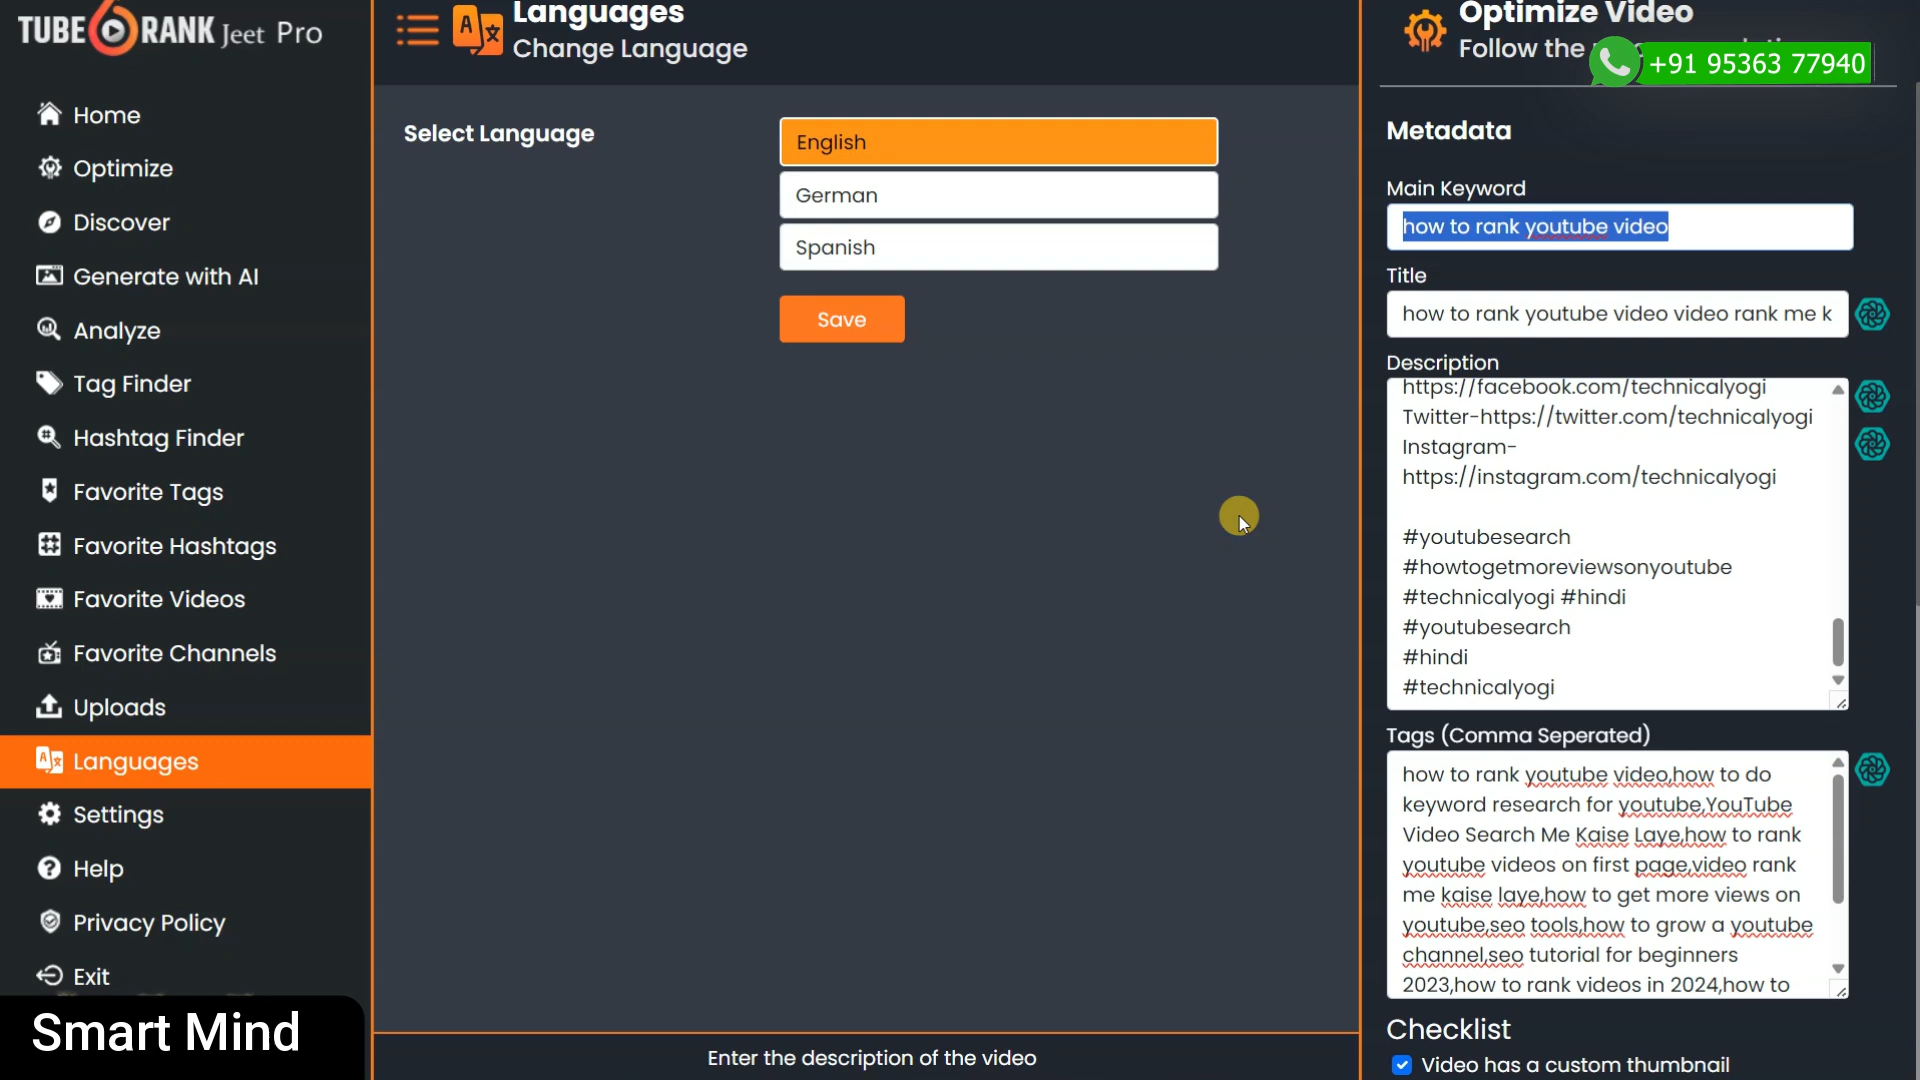 TUBE RANK Jeet Pro
Home
Optimize
Discover
Generate with AI
Analyze
Tag Finder
Hashtag Finder
Favorite Tags
Favorite Hashtags
Favorite Videos
Favorite Channels
Uploads
Languages
Settings
Help
Privacy Policy
Exit
Smart Mind
Languages
Change Language
Select Language
English
German
Spanish
Save
Enter the description of the video
Optimize Video
Follow the
+91 95363 77940
Metadata
Main Keyword
how to rank youtube video
Title
how to rank youtube video video rank me k
Description
https://facebook.com/technicalyogi
Twitter-https://twitter.com/technicalyogi
Instagram-
https://instagram.com/technicalyogi
#youtubesearch
#howtogetmoreviewsonyoutube
#technicalyogi #hindi
#youtubesearch
#hindi
#technicalyogi
Tags (Comma Seperated)
how to rank youtube video,how to do
keyword research for youtube,YouTube
Video Search Me Kaise Laye,how to rank
youtube videos on first page,video rank
me kaise laye,how to get more views on
youtube,seo tools,how to grow a youtube
channel,seo tutorial for beginners
2023,how to rank videos in 2024,how to
Checklist
Video has a custom thumbnail